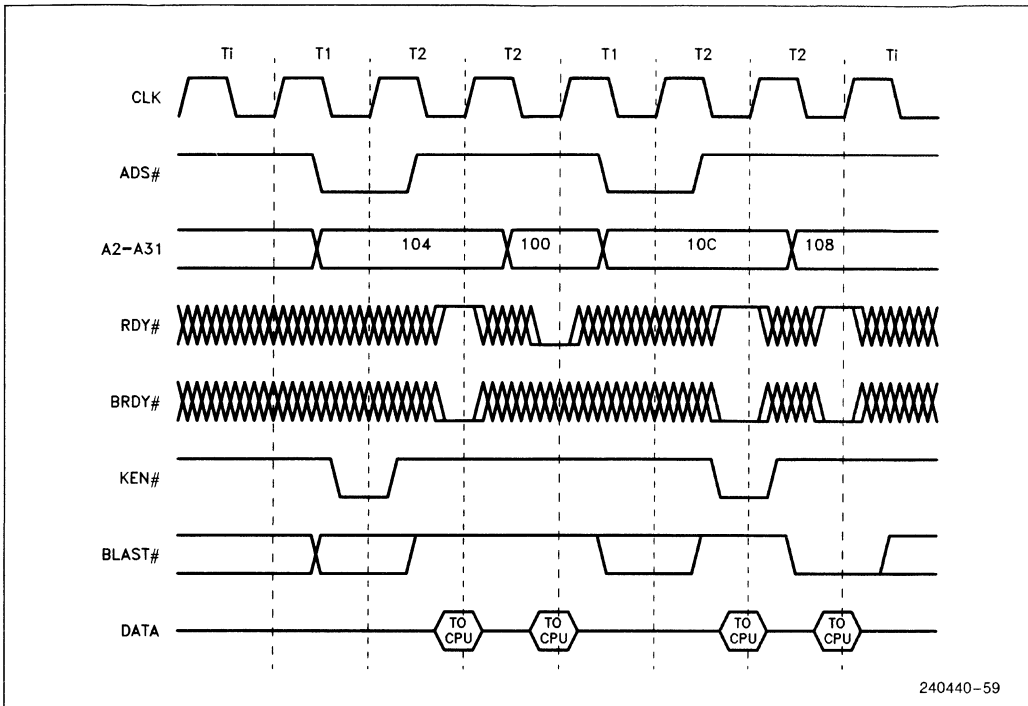 Ti T1 T2 T2 T1 T2 T2 Ti
CLK
ADS#
A2–A31 104 100 10C 108
RDY#
BRDY#
KEN#
BLAST#
DATA TO CPU TO CPU TO CPU TO CPU
240440–59